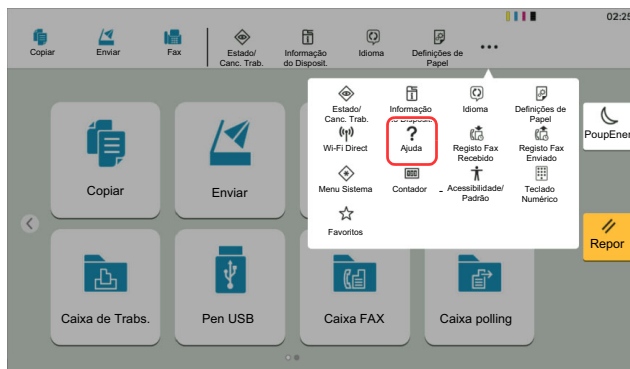 02:25
Copiar
Enviar
Fax
Estado/
Canc. Trab.
Informação
do Disposit.
Idioma
Definições de
Papel
Estado/
Canc. Trab.
Informação
do Disposit.
Idioma
Definições de
Papel
Wi-Fi Direct
?
Ajuda
Registo Fax
Recebido
Registo Fax
Enviado
Menu Sistema
Contador
Acessibilidade/
Padrão
Teclado
Numérico
Favoritos
PoupEner
Repor
Copiar
Enviar
Caixa de Trabs.
Pen USB
Caixa FAX
Caixa polling